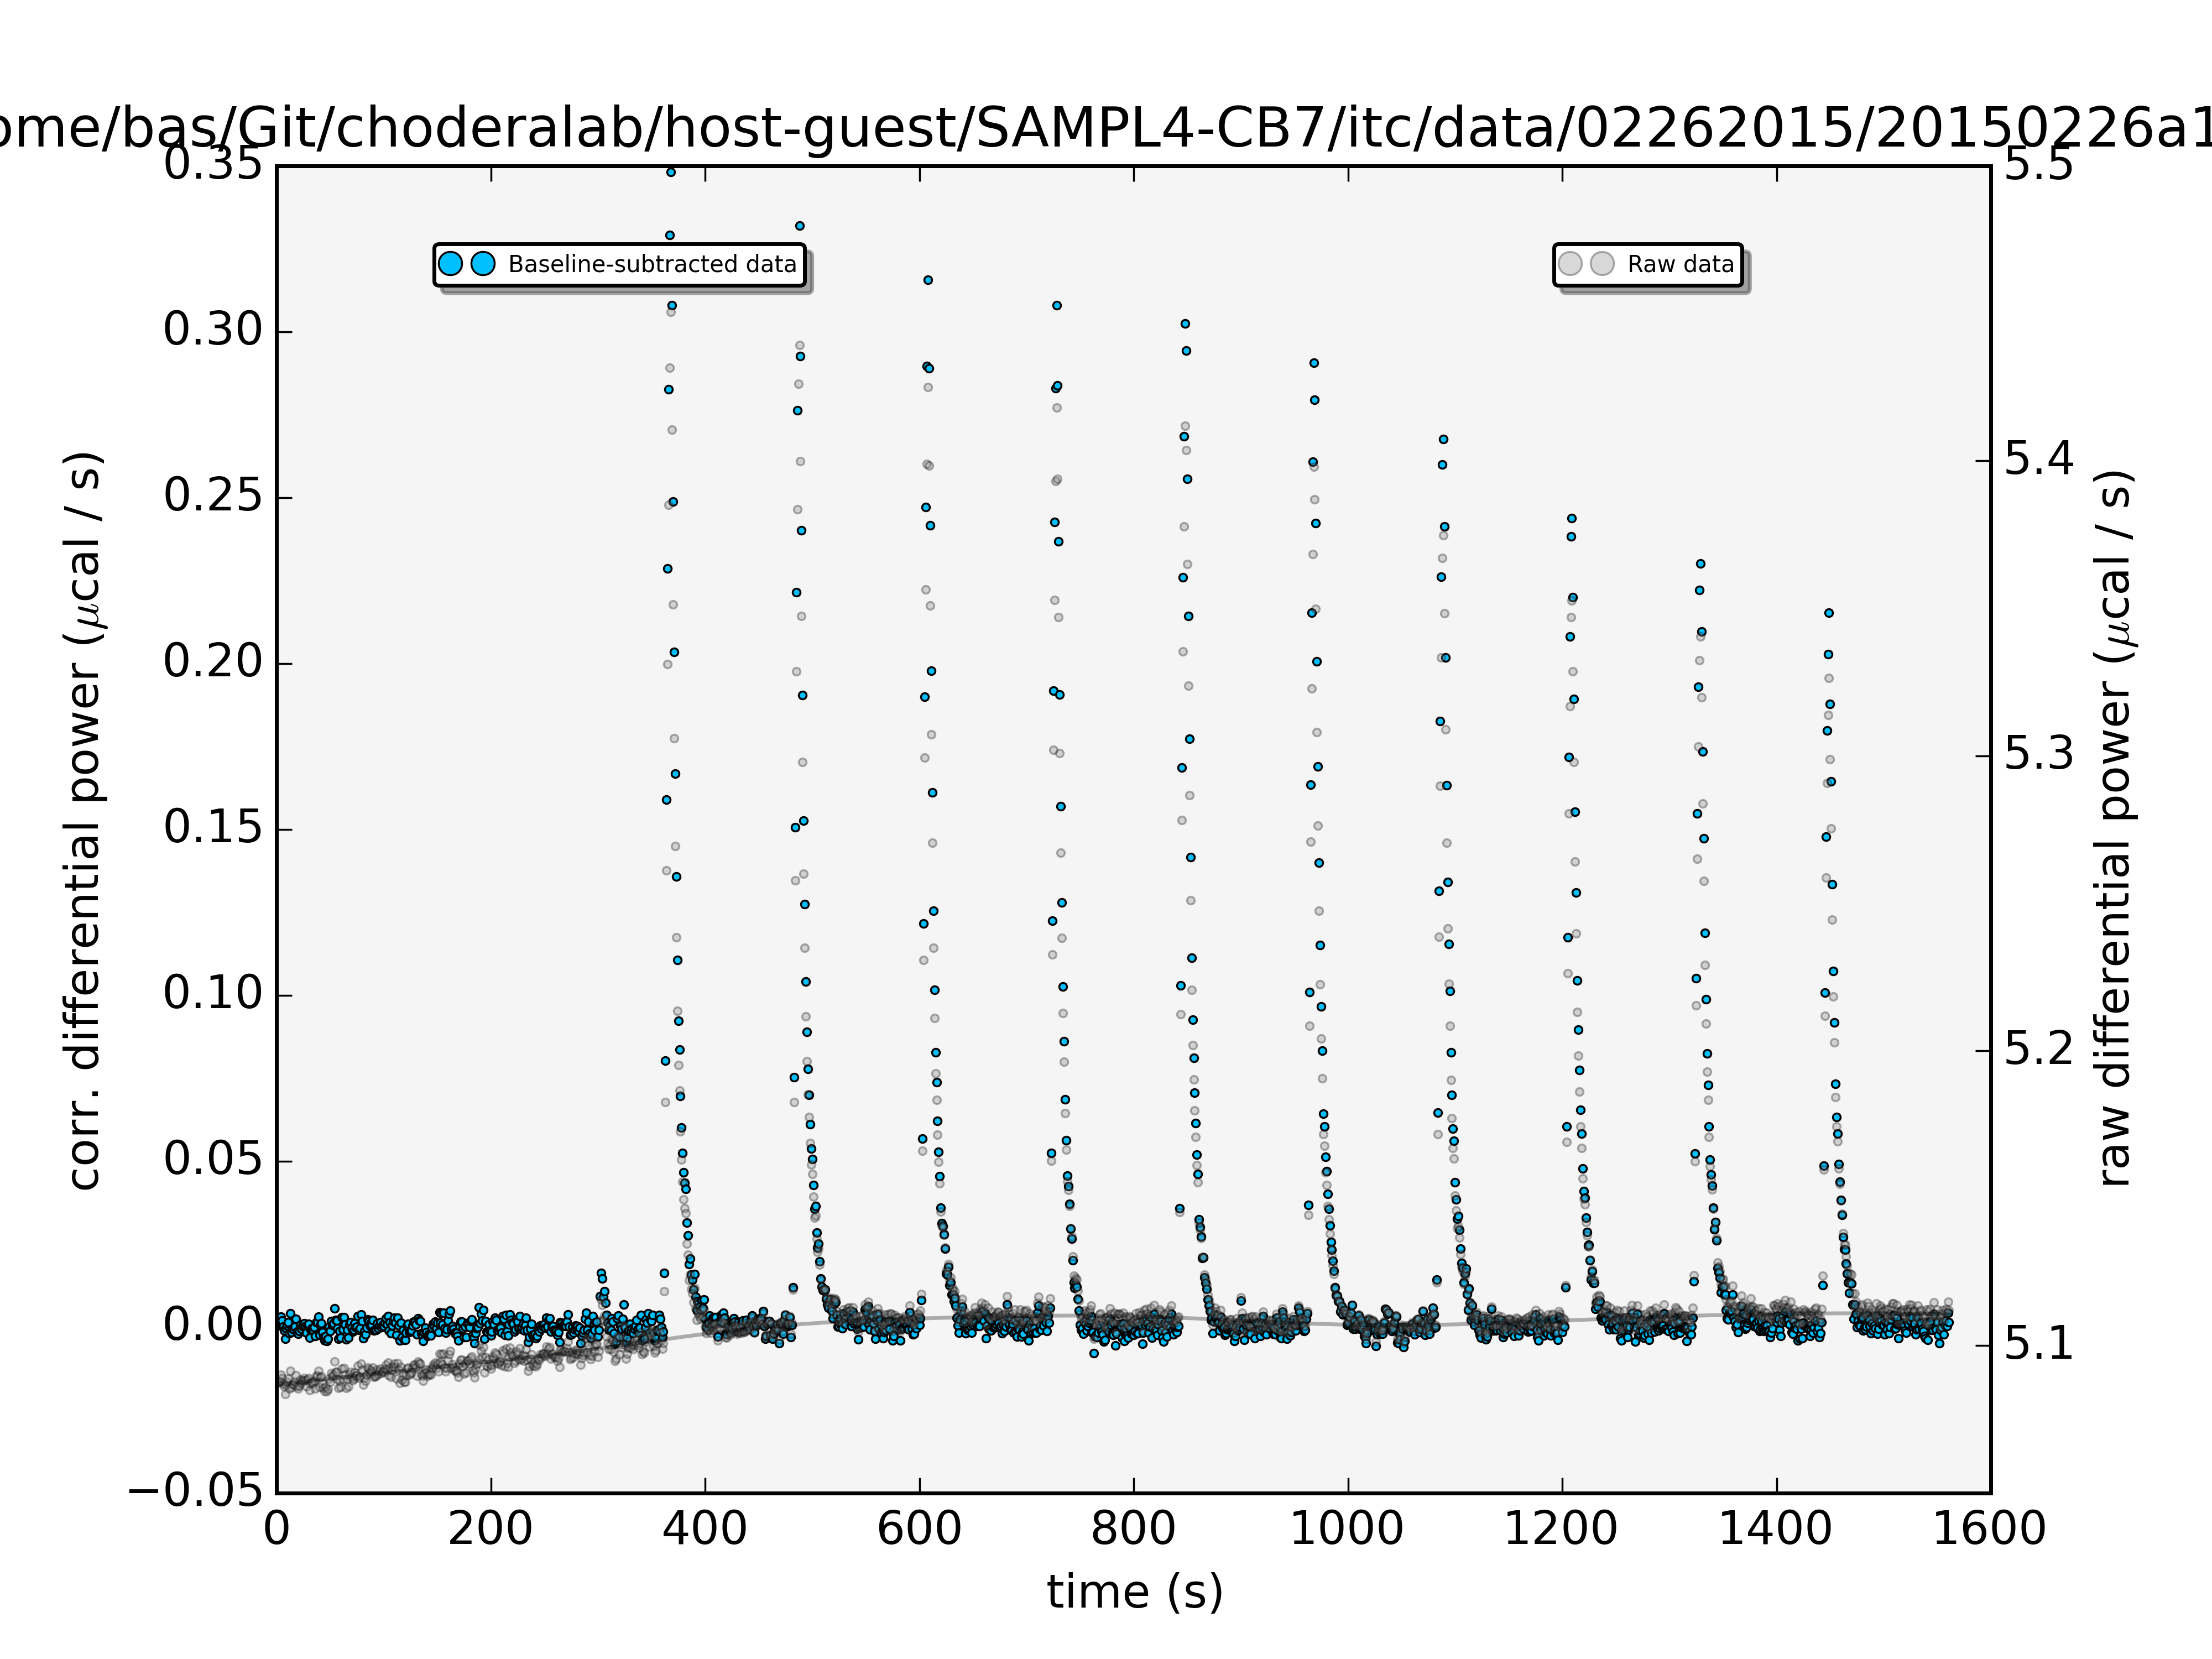 ome/bas/Git/choderalab/host-guest/SAMPL4-CB7/itc/data/02262015/20150226a1
Baseline-subtracted data
Raw data
0.35
0.30
0.25
0.20
0.15
0.10
0.05
0.00
−0.05
corr. differential power (μcal / s)
5.5
5.4
5.3
5.2
5.1
raw differential power (μcal / s)
0 200 400 600 800 1000 1200 1400 1600
time (s)